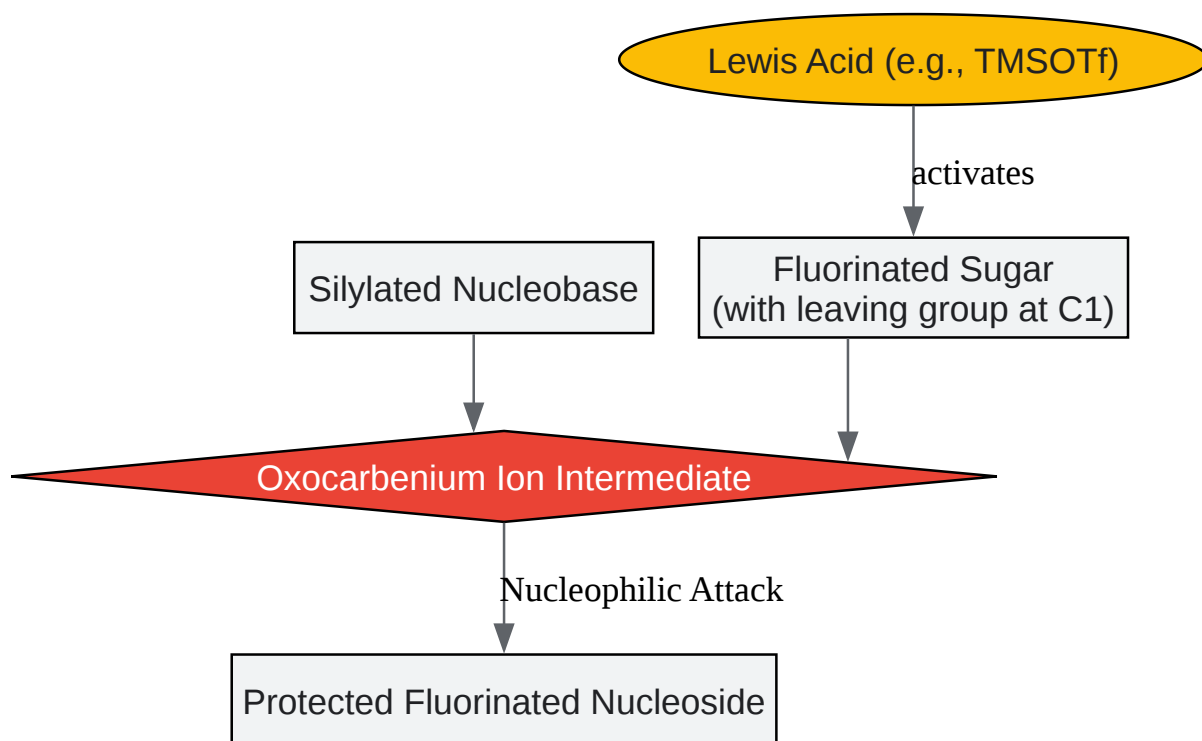 Lewis Acid (e.g., TMSOTf)
activates
Silylated Nucleobase
Fluorinated Sugar
(with leaving group at C1)
Oxocarbenium Ion Intermediate
Nucleophilic Attack
Protected Fluorinated Nucleoside